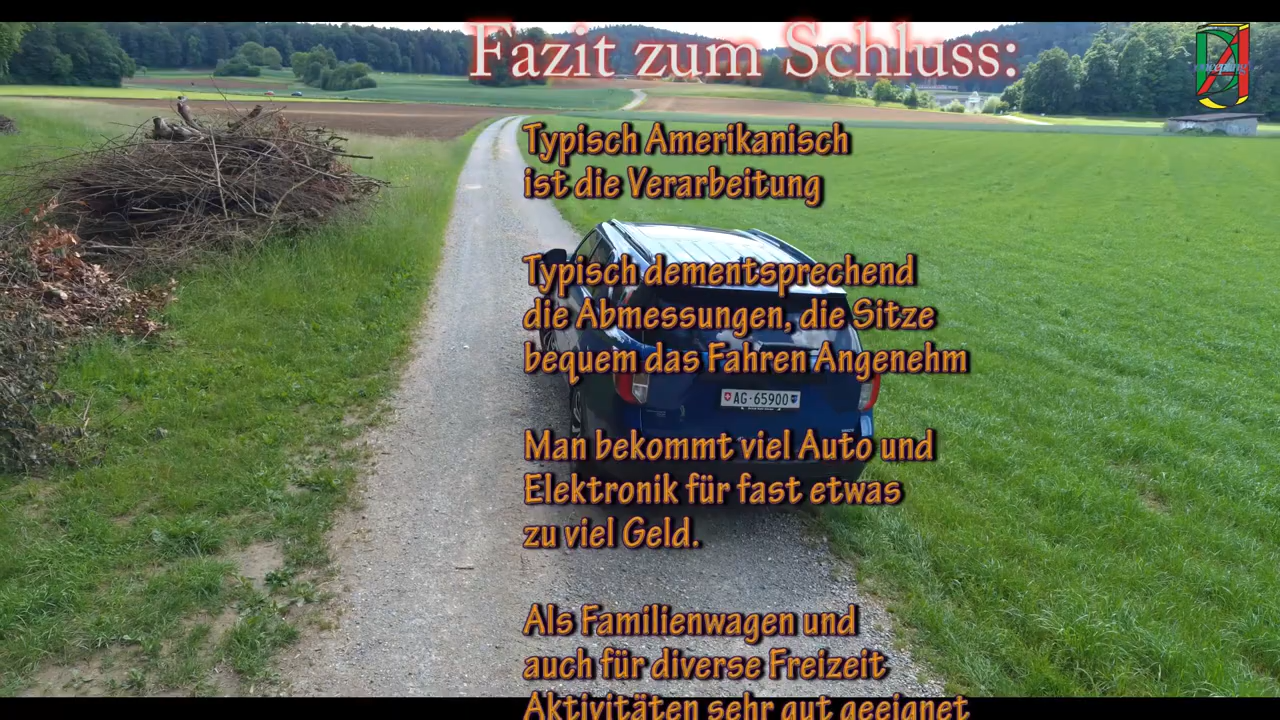 Fazit zum Schluss:
Typisch Amerikanisch
ist die Verarbeitung
Typisch dementsprechend
die Abmessungen, die Sitze
bequem das Fahren Angenehm
AG·65900
Man bekommt viel Auto und
Elektronik für fast etwas
zu viel Geld.
Als Familienwagen und
auch für diverse Freizeit
Aktivitäten sehr gut geeignet